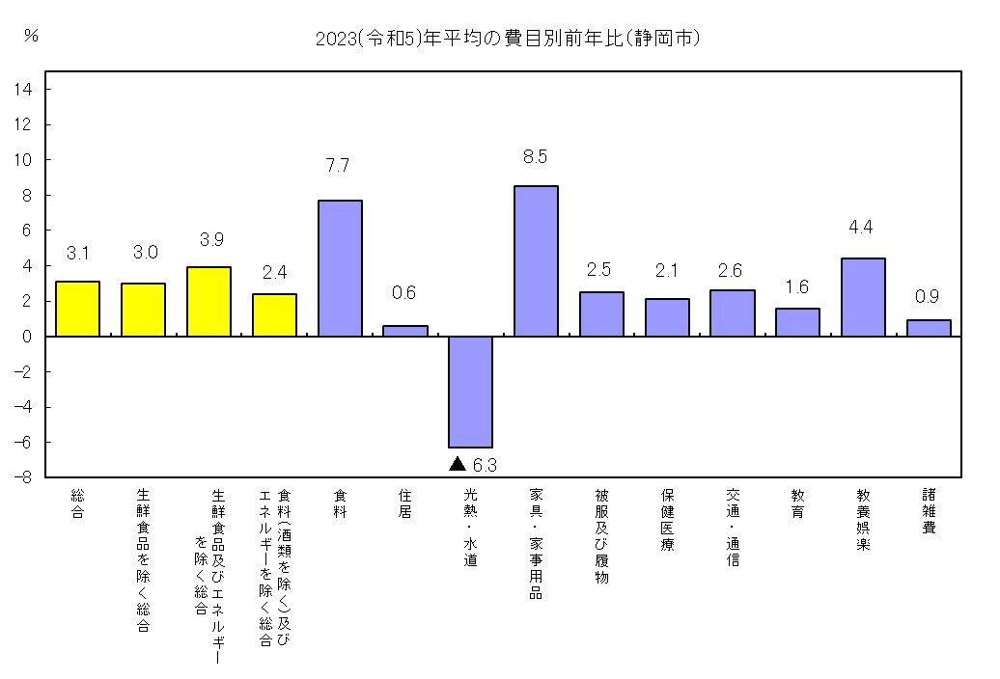 %
2023(令和5)年平均の費目別前年比(静岡市)
14
12
10
8
6
4
2
0
-2
-4
-6
-8
3.1
3.0
3.9
2.4
7.7
0.6
▲ 6.3
8.5
2.5
2.1
2.6
1.6
4.4
0.9
総合
生鮮食品を除く総合
生鮮食品及びエネルギー
を除く総合
食料(酒類を除く)及び
エネルギーを除く総合
食料
住居
光熱・水道
家具・家事用品
被服及び履物
保健医療
交通・通信
教育
教養娯楽
諸雑費